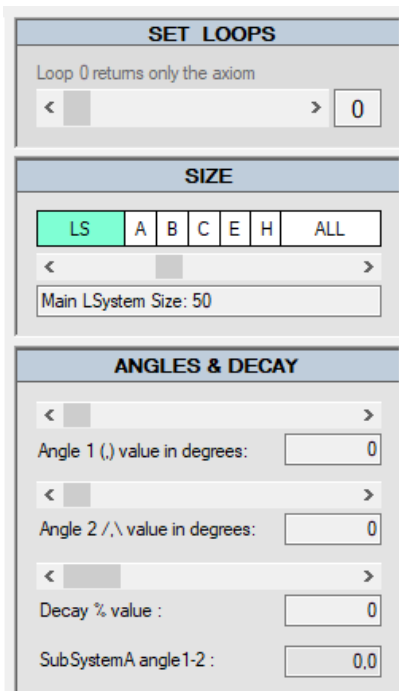 SET LOOPS
Loop 0 returns only the axiom
< > 0
SIZE
LS A B C E H ALL
< >
Main LSystem Size: 50
ANGLES & DECAY
< >
Angle 1 (,) value in degrees: 0
< >
Angle 2 /,\ value in degrees: 0
< >
Decay % value : 0
SubSystemA angle1-2 : 0,0